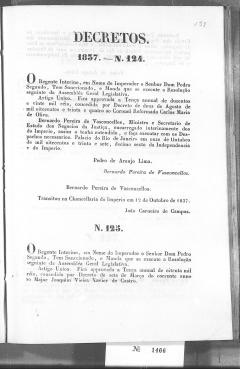 DECRETOS.
1837. — N. 124.
O Regente Interino, em Nome do Imperador o Senhor Dom Pedro
Segundo, Tem Sanccionado, e Manda que se execute a Resolução
seguinte da Assembléa Geral Legislativa.
Artigo Unico. Fica approvada a Tença annual de duzentos
e vinte mil réis, concedida por Decreto de de Agosto de
mil oitocentos e trinta e quatro ao Coronel Reformado Carlos Maria
de Oliva.
Bernardo Pereira de Vasconcellos, Ministro e Secretario de
Estado dos Negocios da Justiça, encarregado interinamente dos
do Imperio, assim o tenha entendido, e faça executar com os Des-
pachos necessarios. Palacio do Rio de Janeiro em de Outubro
de mil oitocentos e trinta e sete, decimo sexto da Independencia
e do Imperio.
Pedro de Araujo Lima.
Bernardo Pereira de Vasconcellos.
Bernardo Pereira de Vasconcellos.
Transitou na Chancellaria do Imperio em 12 de Outubro de 1837.
João Carneiro de Campos.
N. 125.
O Regente Interino, em Nome do Imperador o Senhor Dom Pedro
Segundo, Tem Sanccionado, e Manda que se execute a Resolução
seguinte da Assembléa Geral Legislativa.
Artigo Unico. Fica approvada a Tença annual de oitenta mil
réis, concedida por Decreto de sete de Março do corrente anno
ao Major Joaquim Vieira Xavier de Castro.
№ 1466